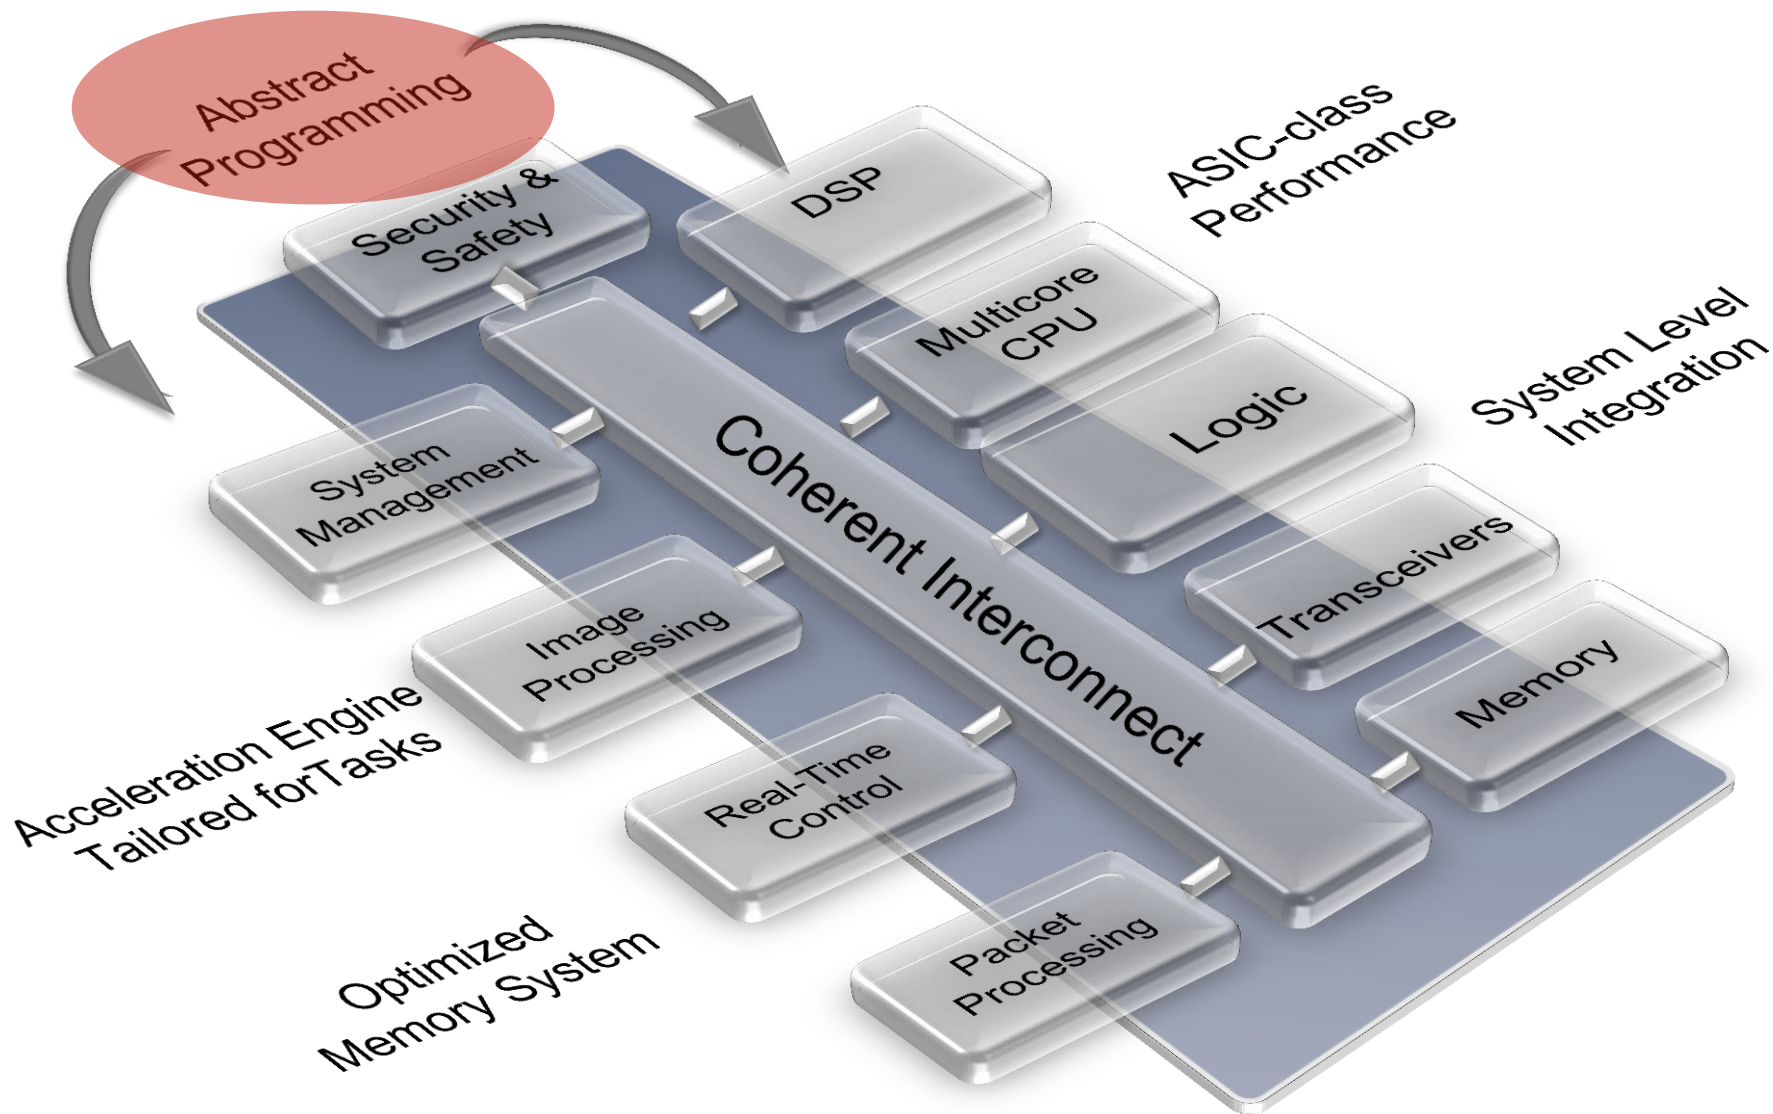 Abstract
Programming
Security &
Safety
DSP
ASIC-class
Performance
Multicore
CPU
Logic
System Level
Integration
System
Management
Coherent Interconnect
Transceivers
Image
Processing
Memory
Acceleration Engine
Tailored forTasks
Real-Time
Control
Optimized
Memory System
Packet
Processing